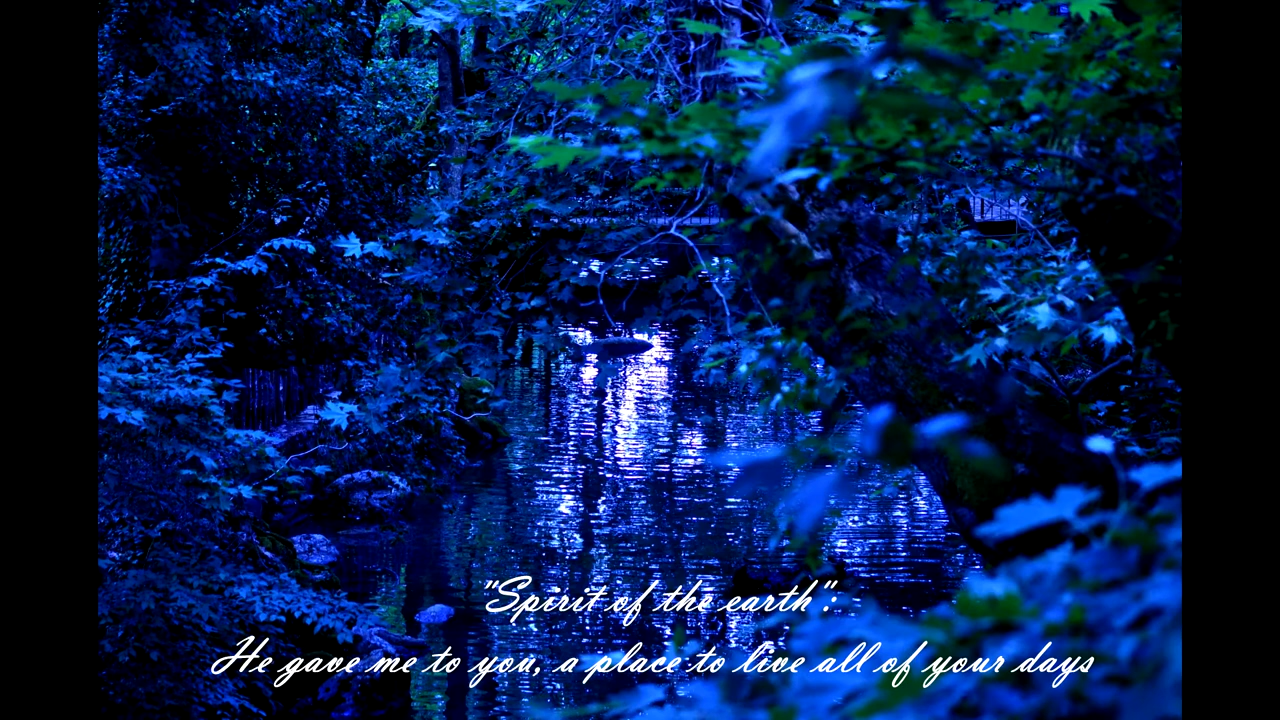 "Spirit of the earth":
He gave me to you, a place to live all of your days